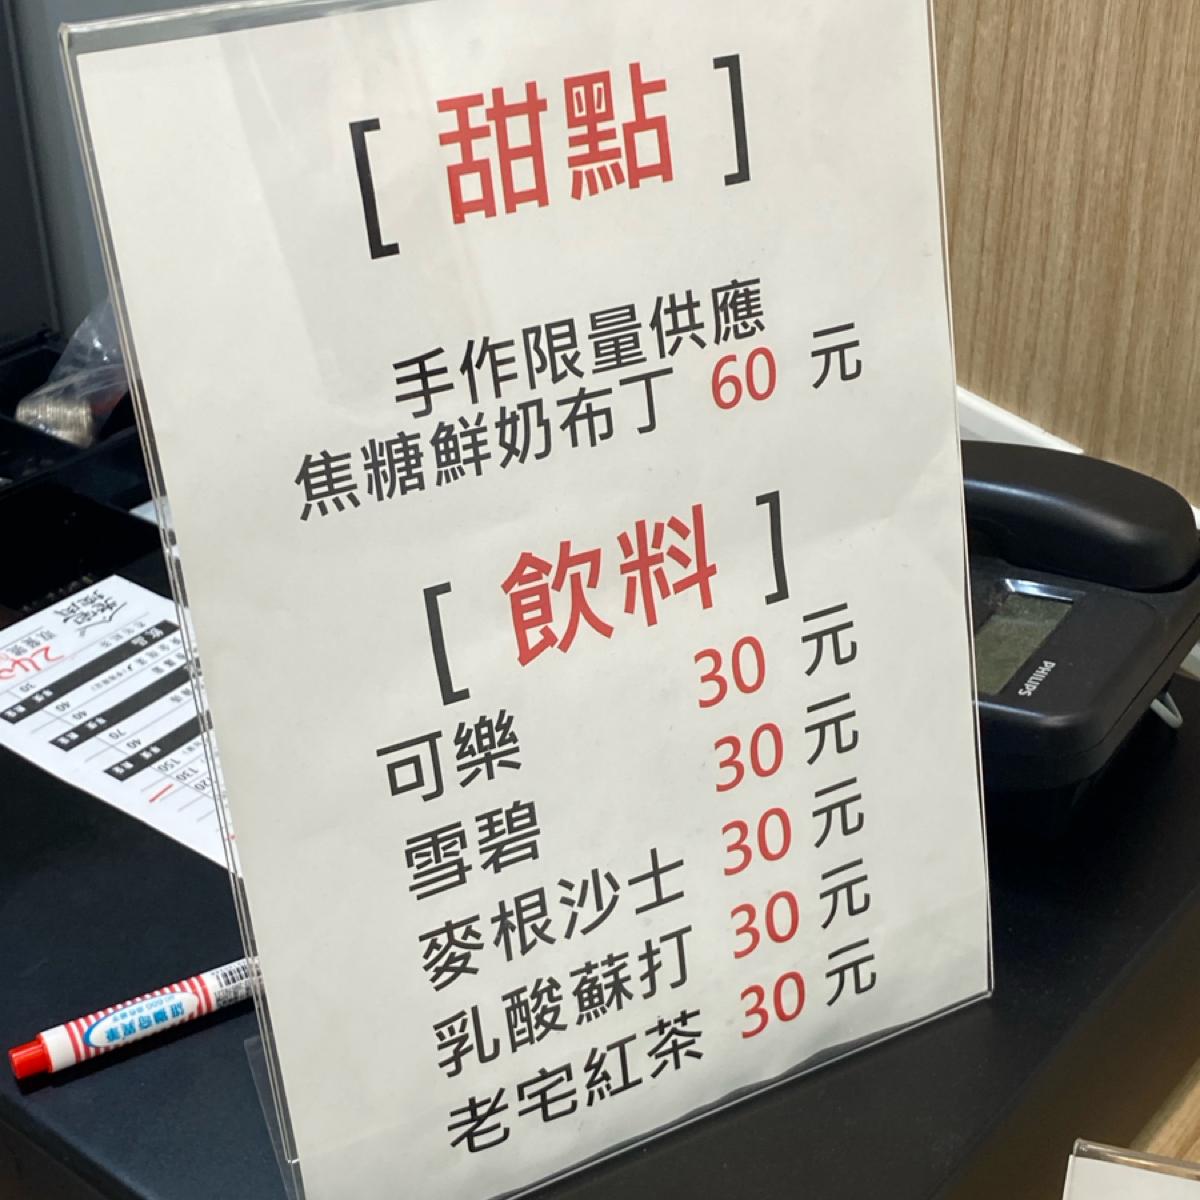 [ 甜點 ]
手作限量供應
焦糖鮮奶布丁 60 元
[ 飲料 ]
可樂 30 元
雪碧 30 元
麥根沙士 30 元
乳酸蘇打 30 元
老宅紅茶 30 元
PHILIPS